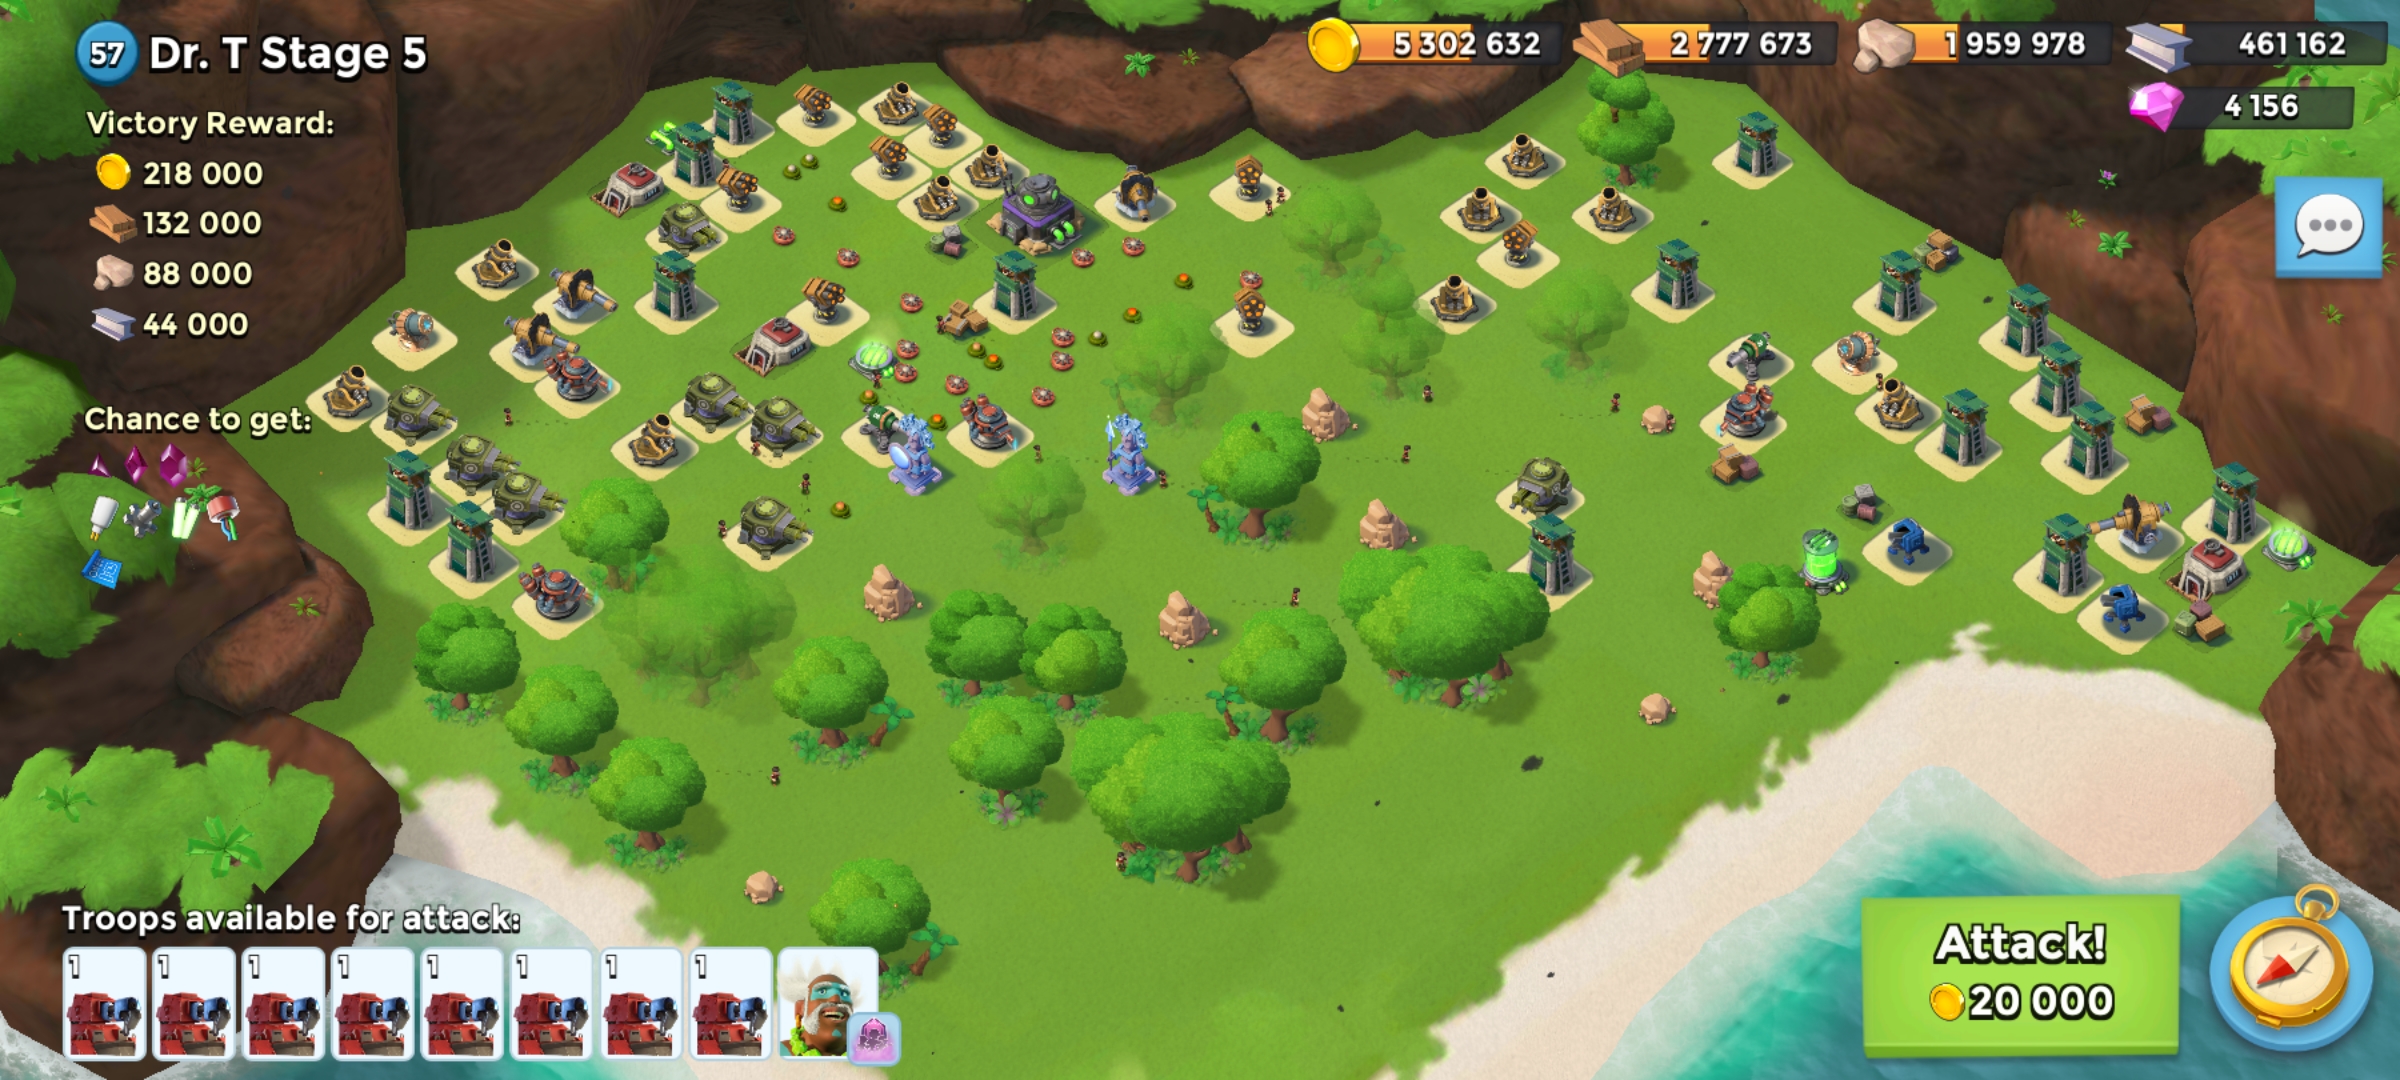 57 Dr. T Stage 5
5 302 632
2 777 673
1 959 978
461 162
4 156
Victory Reward:
218 000
132 000
88 000
44 000
Chance to get:
Troops available for attack:
1 1 1 1 1 1 1 1
Attack!
20 000